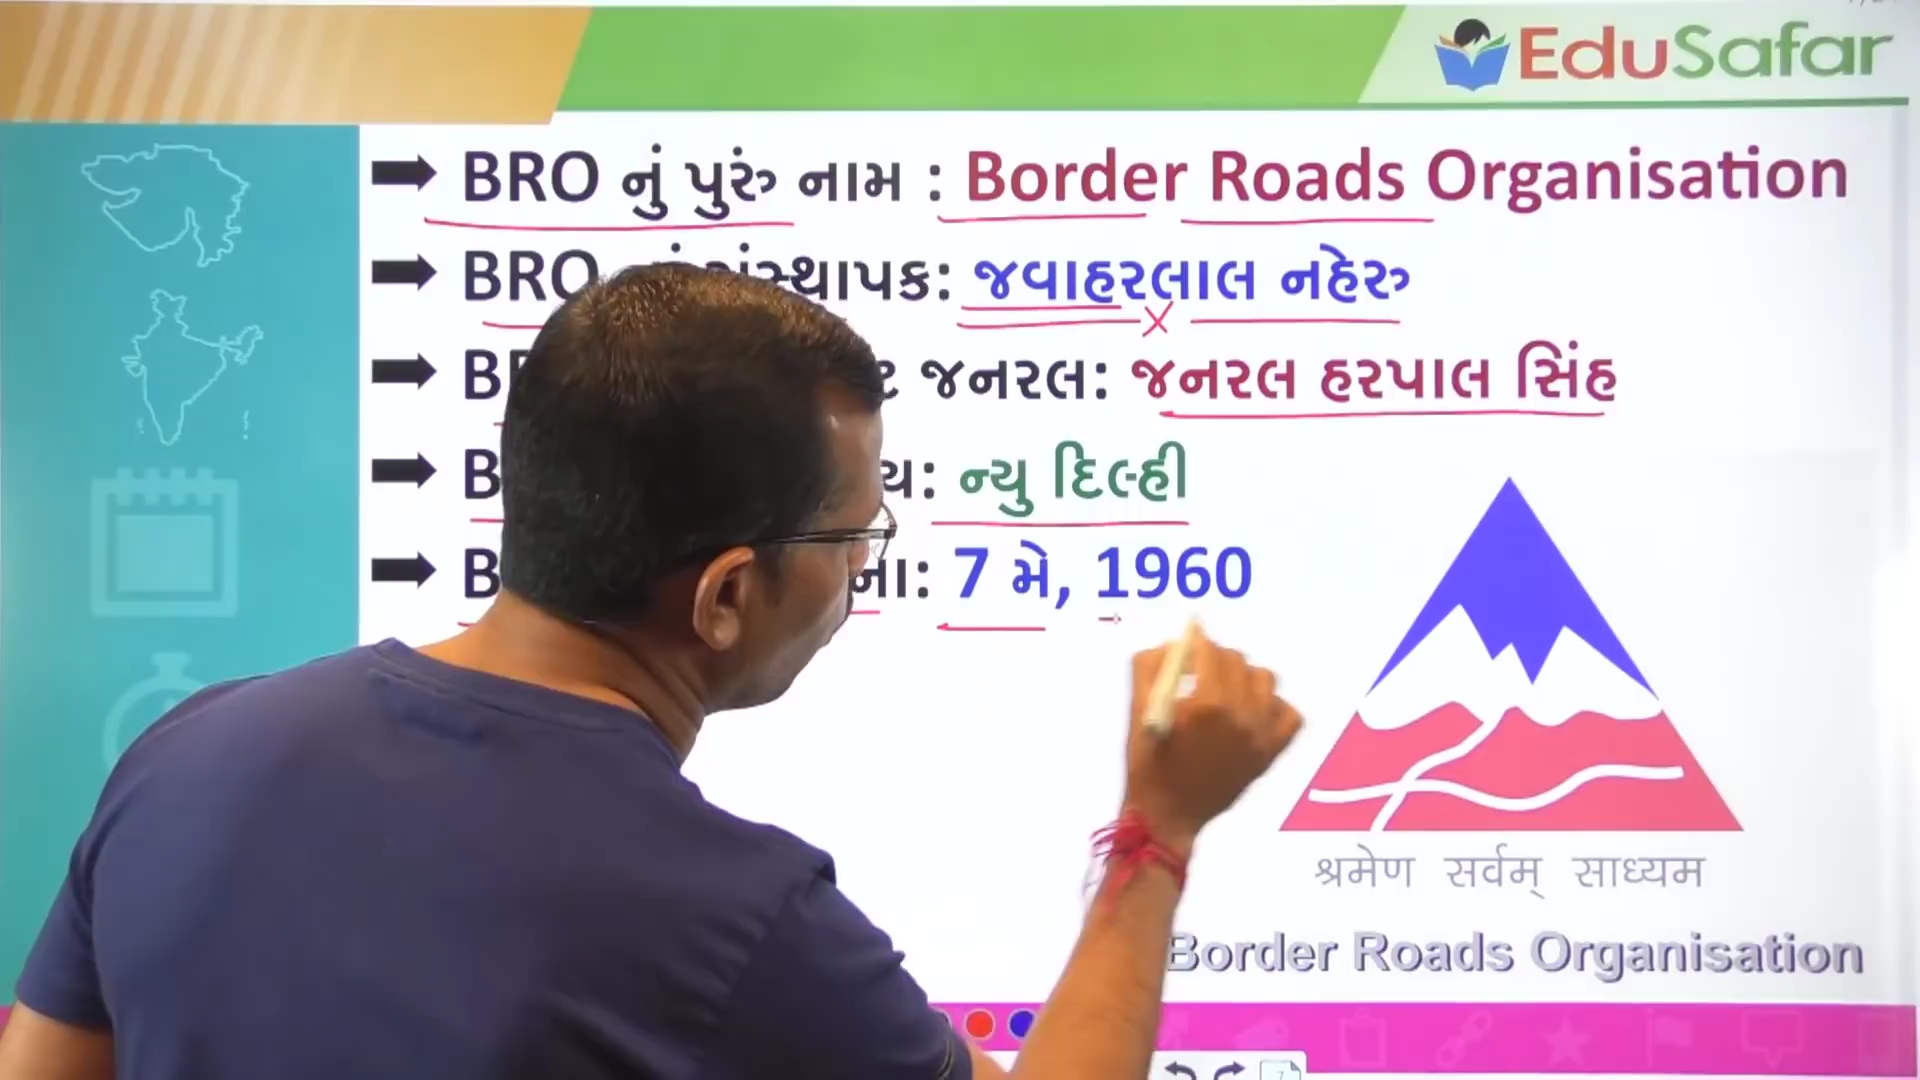 EduSafar
BRO નું પુરું નામ : Border Roads Organisation
BRO સંસ્થાપક: જવાહરલાલ નહેરુ
જનરલ: જનરલ હરપાલ સિંહ
ન્યુ દિલ્હી
7 મે, 1960
श्रमेण सर्वम् साध्यम
Border Roads Organisation
7